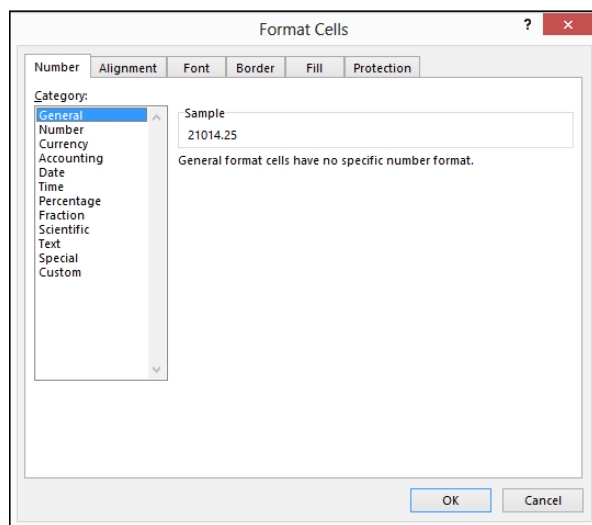 Format Cells
?
Number Alignment Font Border Fill Protection
Category:
General
Number
Currency
Accounting
Date
Time
Percentage
Fraction
Scientific
Text
Special
Custom
Sample
21014.25
General format cells have no specific number format.
OK Cancel